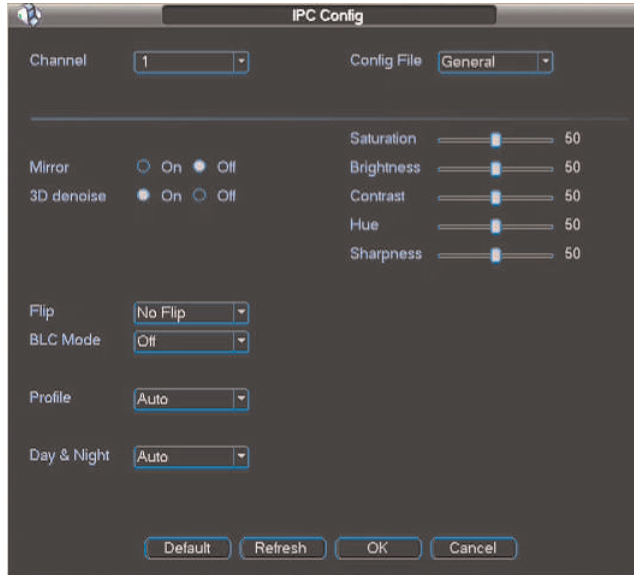 IPC Config
Channel 1 Config File General
Saturation 50
Mirror On Off Brightness 50
3D denoise On Off Contrast 50
Hue 50
Sharpness 50
Flip No Flip
BLC Mode Off
Profile Auto
Day & Night Auto
Default Refresh OK Cancel